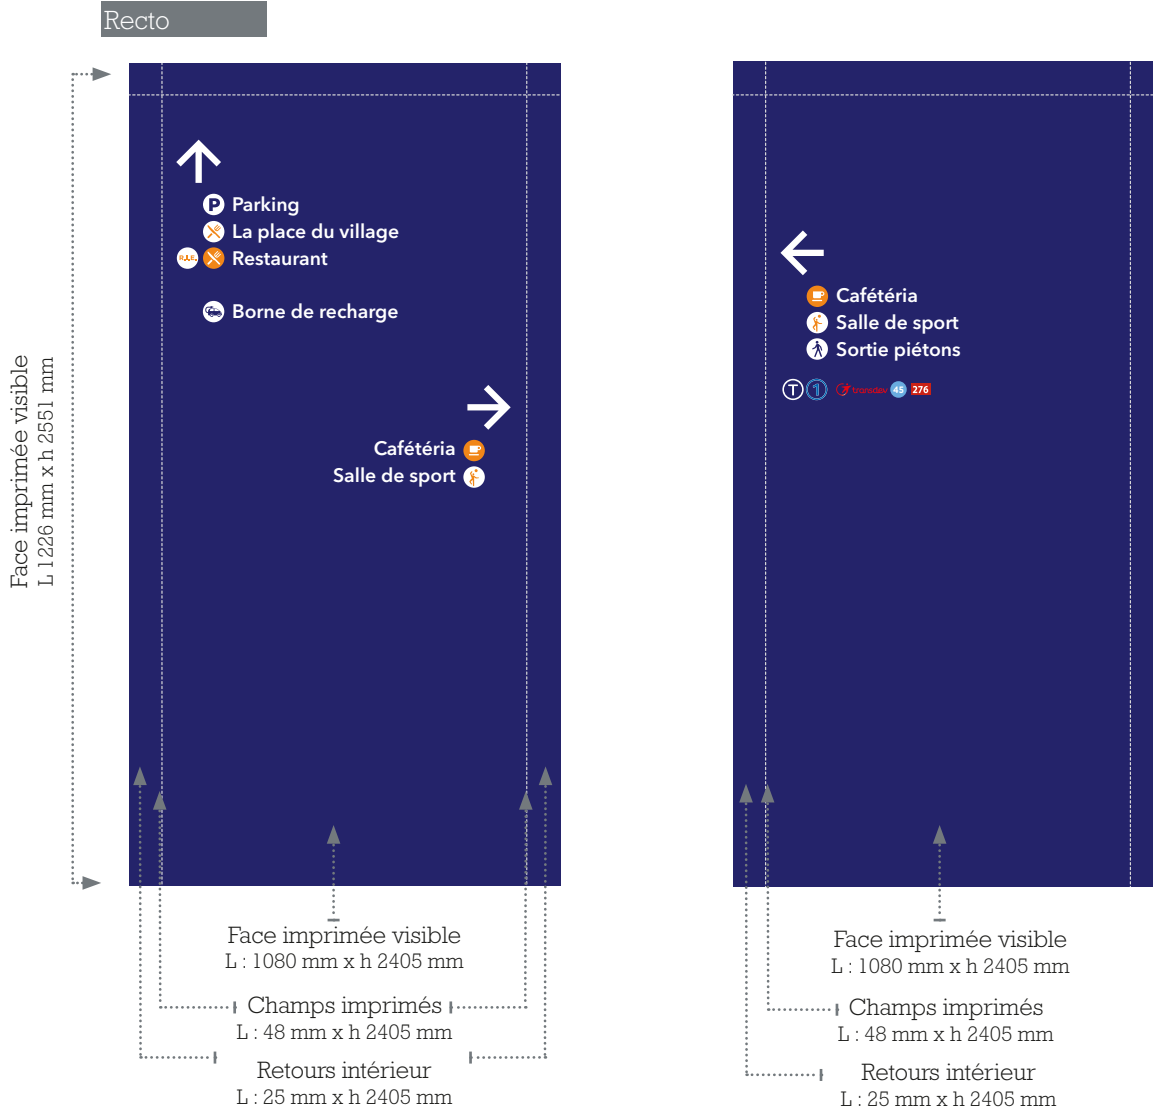 Recto
Face imprimée visible
L 1226 mm x h 2551 mm
P Parking
La place du village
R.I.E. Restaurant
Borne de recharge
Cafétéria
Salle de sport
Face imprimée visible
L : 1080 mm x h 2405 mm
Champs imprimés
L : 48 mm x h 2405 mm
Retours intérieur
L : 25 mm x h 2405 mm
Cafétéria
Salle de sport
Sortie piétons
T 1 transdev 45 276
Face imprimée visible
L : 1080 mm x h 2405 mm
Champs imprimés
L : 48 mm x h 2405 mm
Retours intérieur
L : 25 mm x h 2405 mm